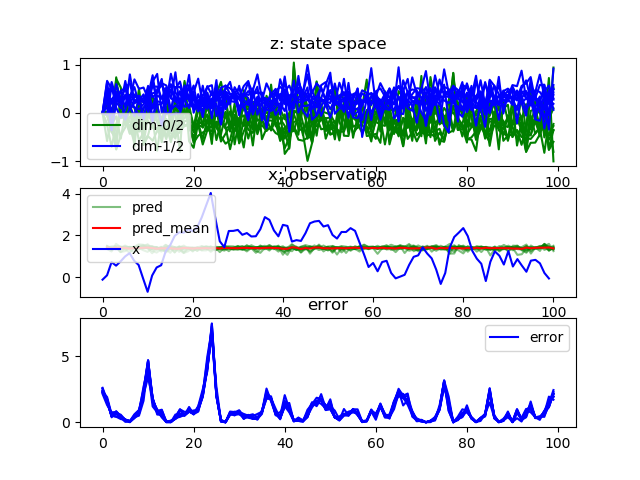 z: state space
1
0
−1
dim-0/2
dim-1/2
0 20 40 60 80 100
x: observation
4
2
0
pred
pred_mean
x
0 20 40 60 80 100
error
5
0
error
0 20 40 60 80 100